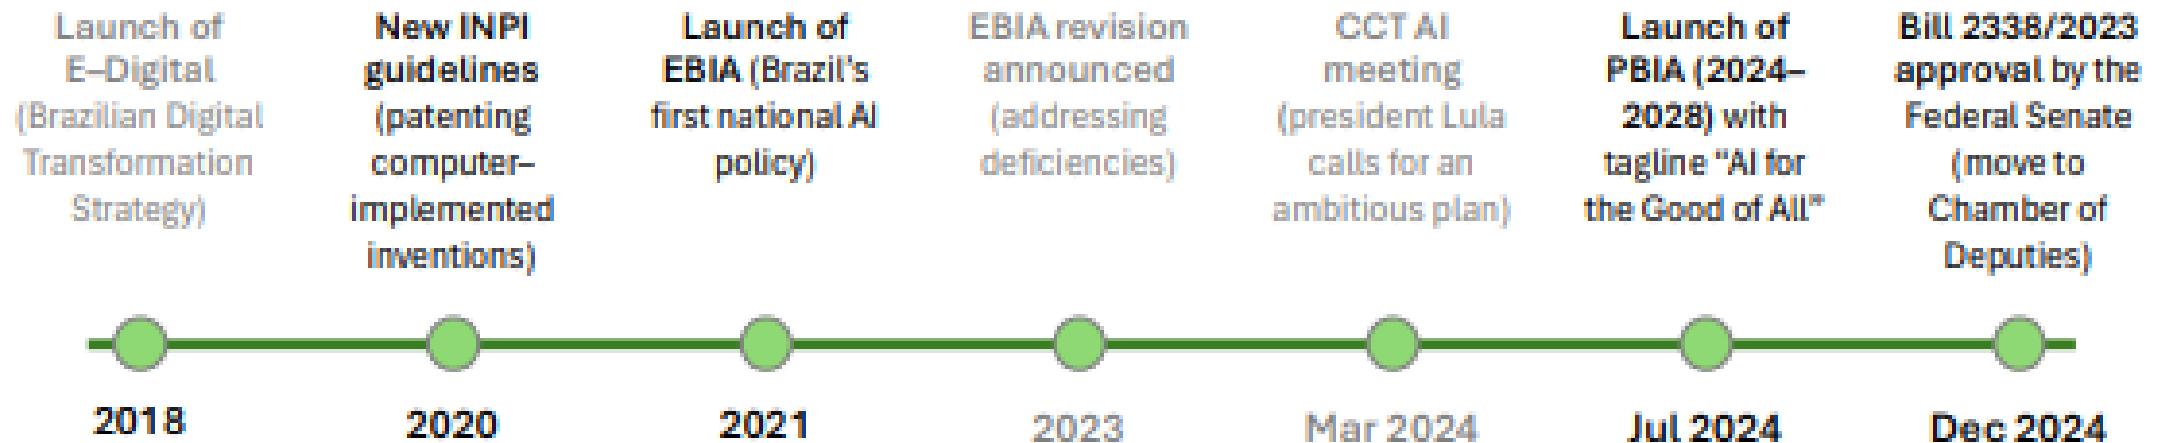 Launch of
E–Digital
(Brazilian Digital
Transformation
Strategy)
New INPI
guidelines
(patenting
computer–
implemented
inventions)
Launch of
EBIA (Brazil's
first national AI
policy)
EBIA revision
announced
(addressing
deficiencies)
CCT AI
meeting
(president Lula
calls for an
ambitious plan)
Launch of
PBIA (2024–
2028) with
tagline “AI for
the Good of All”
Bill 2338/2023
approval by the
Federal Senate
(move to
Chamber of
Deputies)
2018
2020
2021
2023
Mar 2024
Jul 2024
Dec 2024